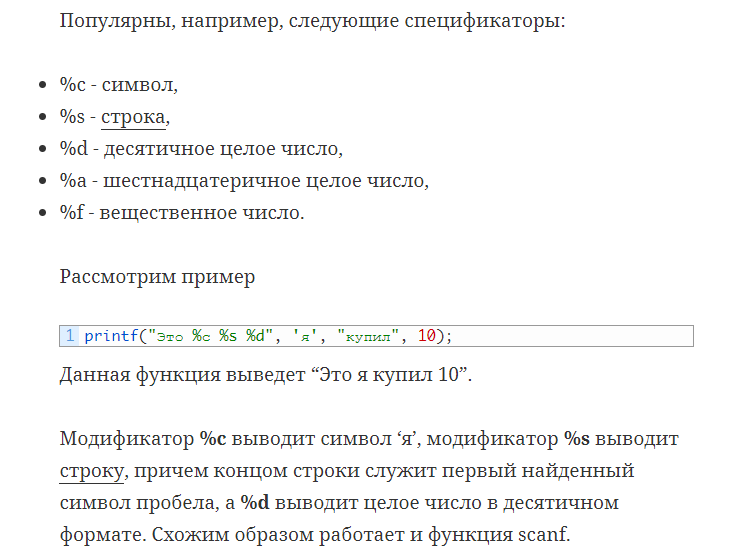 Популярны, например, следующие спецификаторы:
%c - символ,
%s - строка,
%d - десятичное целое число,
%a - шестнадцатеричное целое число,
%f - вещественное число.
Рассмотрим пример
1 printf("Это %c %s %d", 'я', "купил", 10);
Данная функция выведет “Это я купил 10”.
Модификатор %c выводит символ ‘я’, модификатор %s выводит
строку, причем концом строки служит первый найденный
символ пробела, а %d выводит целое число в десятичном
формате. Схожим образом работает и функция scanf.